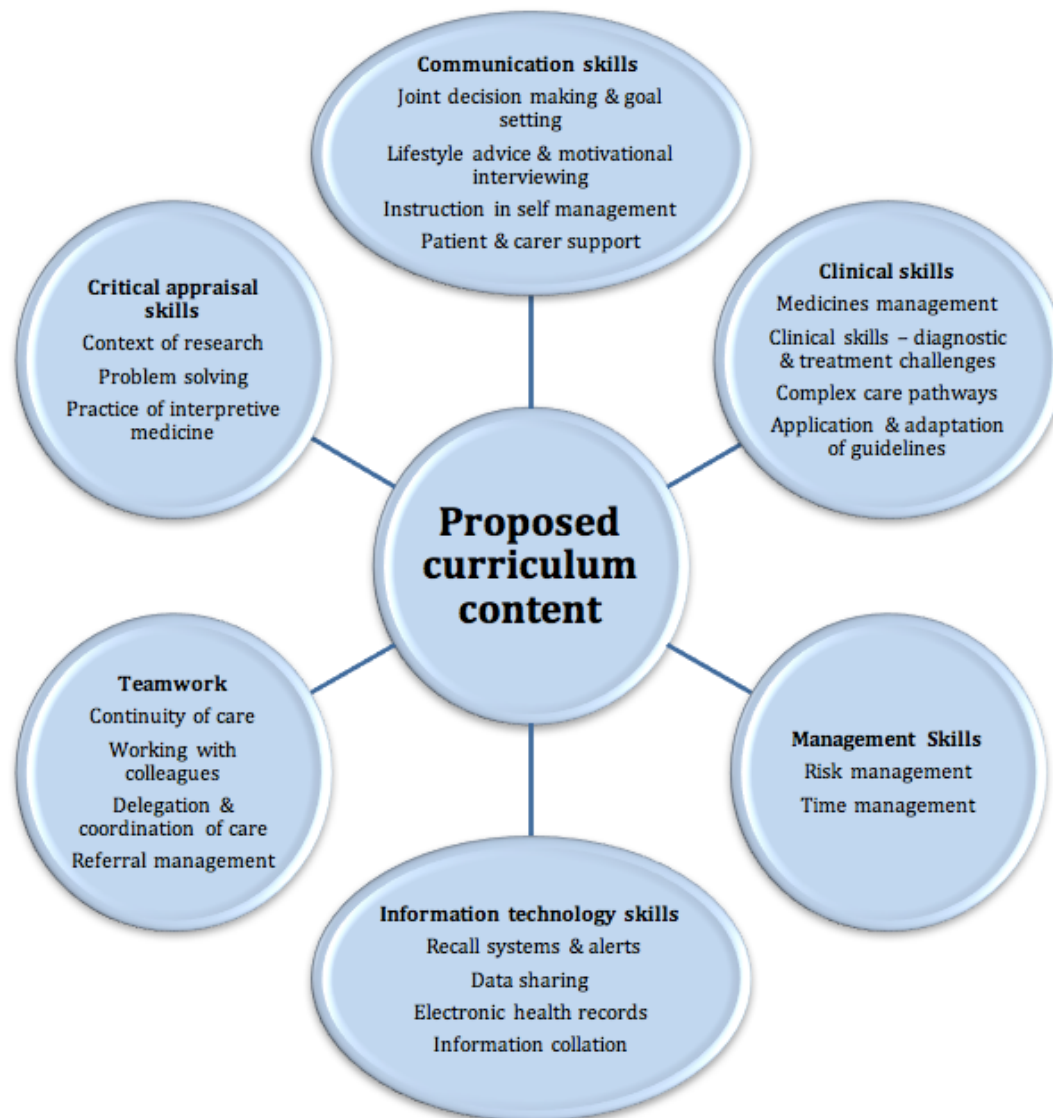 Communication skills
Joint decision making & goal
setting
Lifestyle advice & motivational
interviewing
Instruction in self management
Patient & carer support
Critical appraisal
skills
Context of research
Problem solving
Practice of interpretive
medicine
Clinical skills
Medicines management
Clinical skills – diagnostic
& treatment challenges
Complex care pathways
Application & adaptation
of guidelines
Proposed
curriculum
content
Teamwork
Continuity of care
Working with
colleagues
Delegation &
coordination of care
Referral management
Management Skills
Risk management
Time management
Information technology skills
Recall systems & alerts
Data sharing
Electronic health records
Information collation